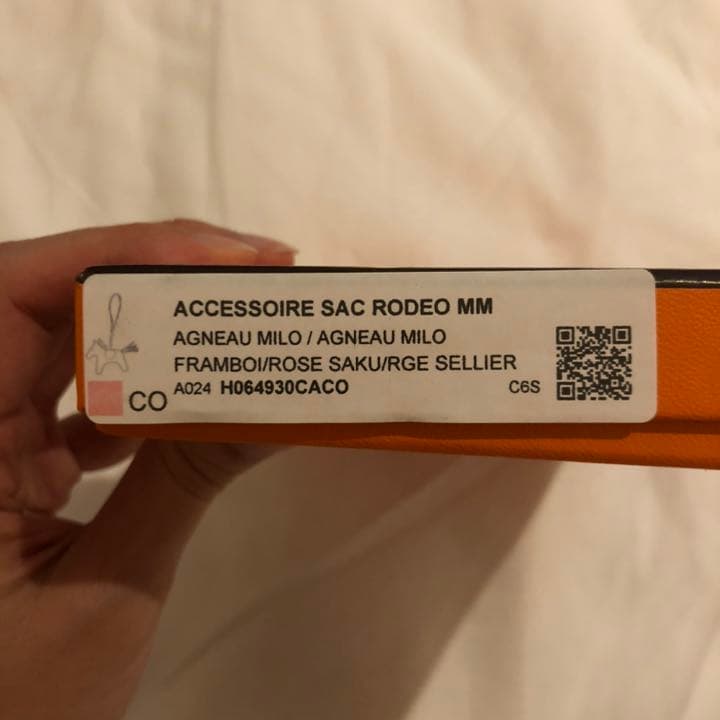 ACCESSOIRE SAC RODEO MM
AGNEAU MILO / AGNEAU MILO
FRAMBOI/ROSE SAKU/RGE SELLIER
CO A024 H064930CACO C6S